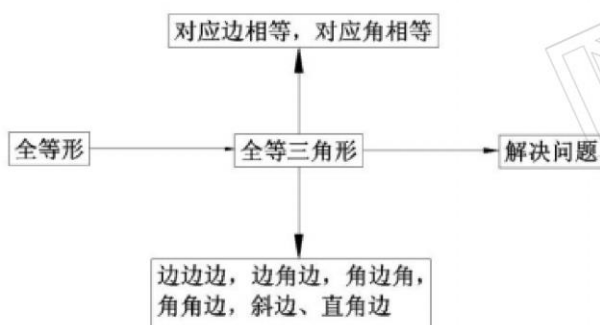 对应边相等，对应角相等
全等形
全等三角形
解决问题
边边边，边角边，角边角，
角角边，斜边、直角边